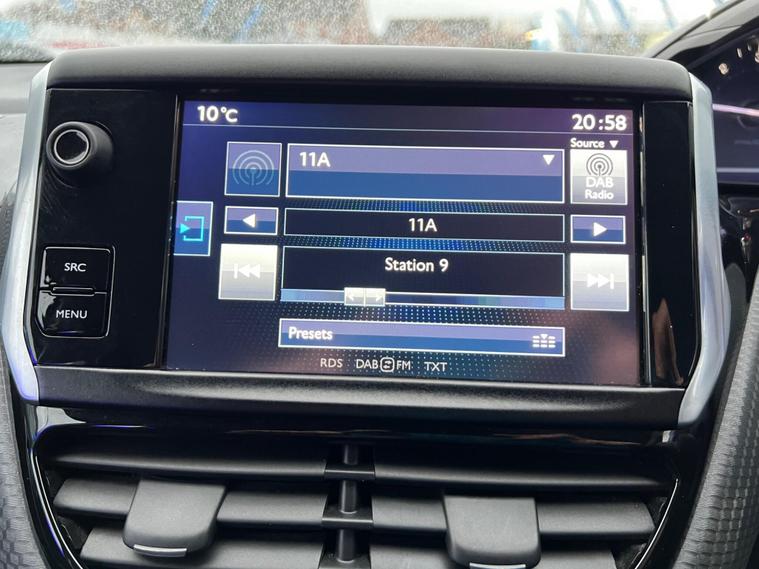 10°C
20:58
Source ▼
11A
DAB
Radio
SRC
11A
Station 9
MENU
Presets
RDS DAB FM TXT